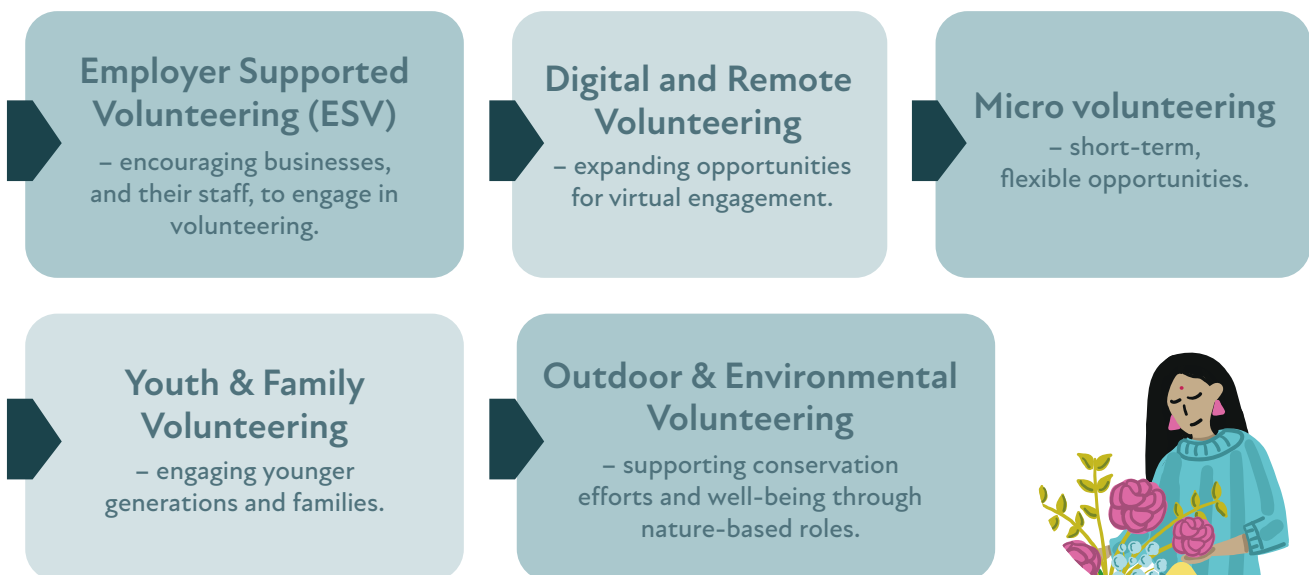 Employer Supported
Volunteering (ESV)
– encouraging businesses,
and their staff, to engage in
volunteering.
Digital and Remote
Volunteering
– expanding opportunities
for virtual engagement.
Micro volunteering
– short-term,
flexible opportunities.
Youth & Family
Volunteering
– engaging younger
generations and families.
Outdoor & Environmental
Volunteering
– supporting conservation
efforts and well-being through
nature-based roles.